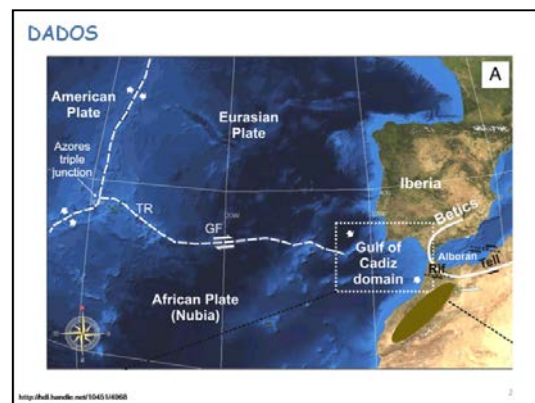 DADOS
A
American
Plate
Eurasian
Plate
Azores
triple
junction
TR
GF
Iberia
Betics
Gulf of
Cadiz
domain
Alboran
Rif
Tell
African Plate
(Nubia)
http://hdl.handle.net/10451/4968
2